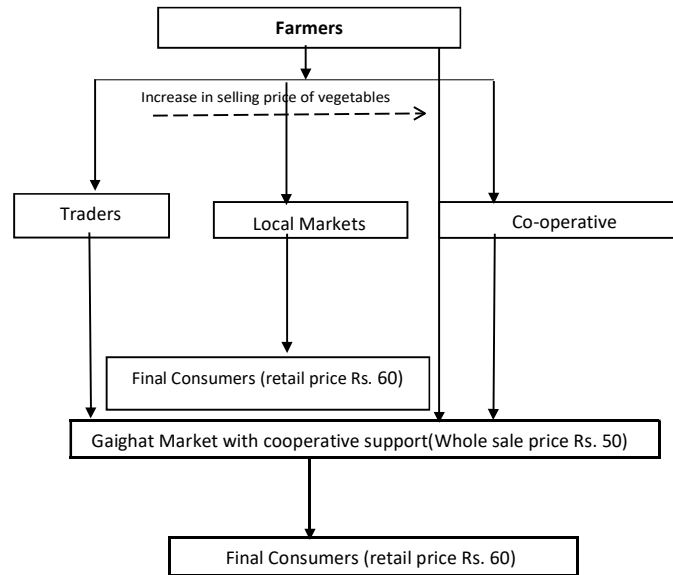 Farmers
Increase in selling price of vegetables
Traders
Local Markets
Co-operative
Final Consumers (retail price Rs. 60)
Gaighat Market with cooperative support(Whole sale price Rs. 50)
Final Consumers (retail price Rs. 60)